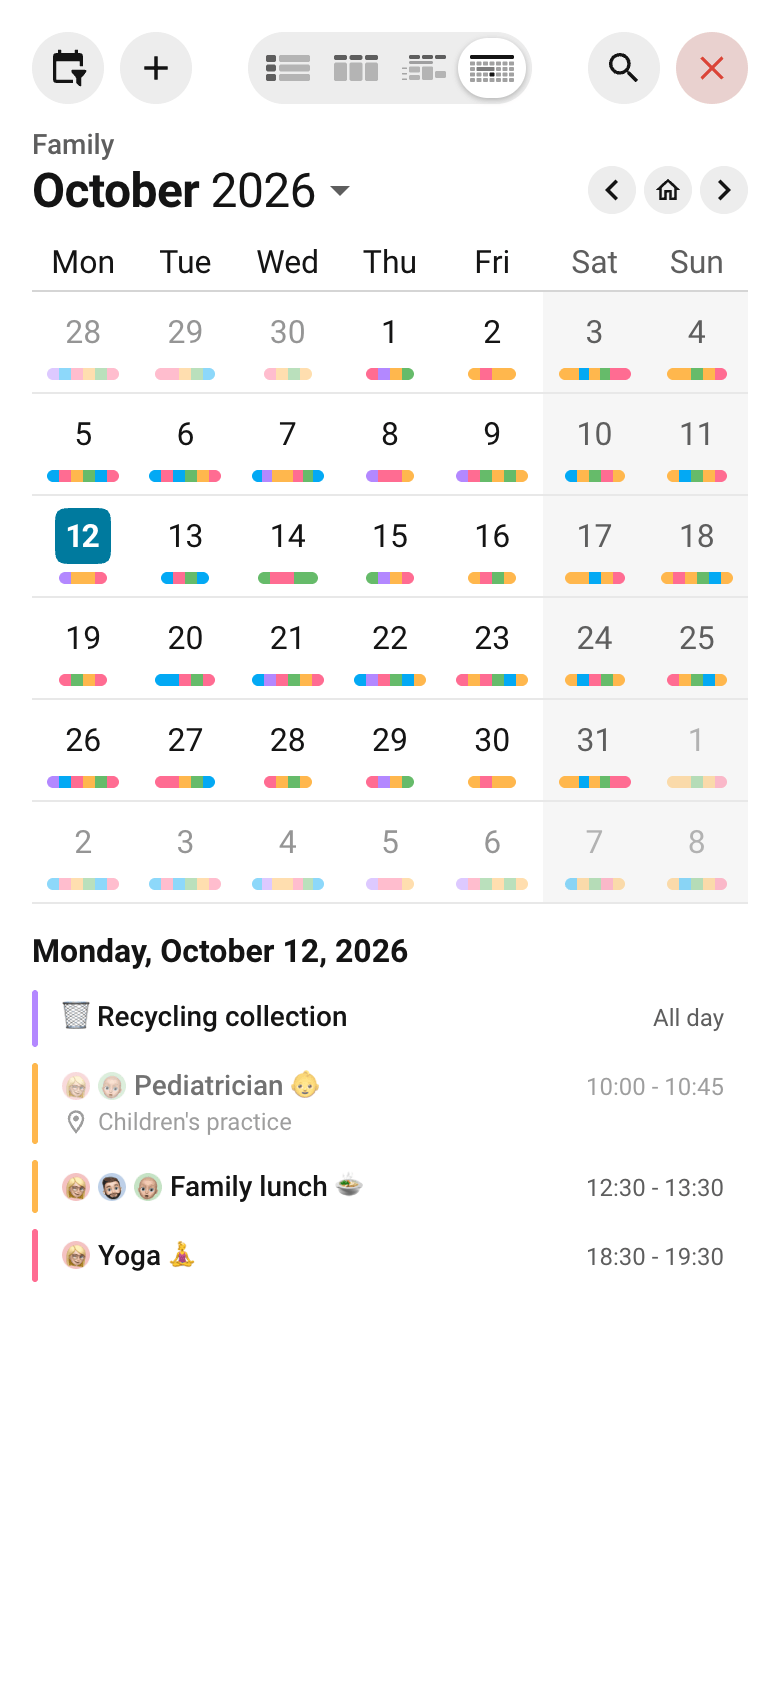 Family
October 2026
Mon Tue Wed Thu Fri Sat Sun
28 29 30 1 2 3 4
5 6 7 8 9 10 11
12 13 14 15 16 17 18
19 20 21 22 23 24 25
26 27 28 29 30 31 1
2 3 4 5 6 7 8
Monday, October 12, 2026
Recycling collection All day
Pediatrician 10:00 - 10:45
Children's practice
Family lunch 12:30 - 13:30
Yoga 18:30 - 19:30